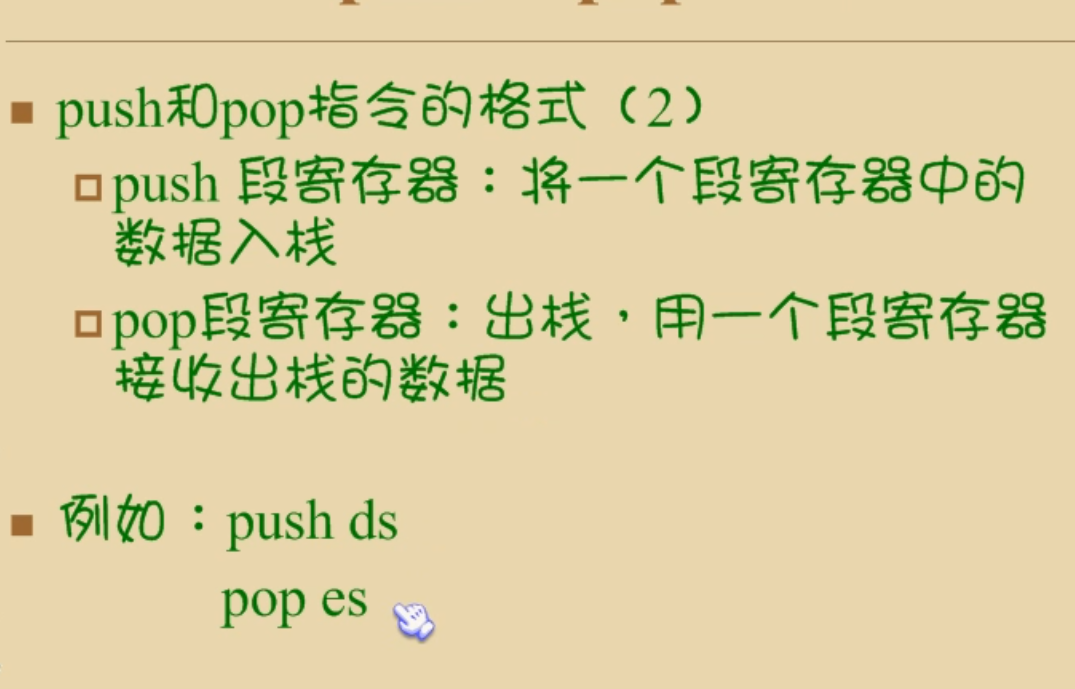 push和pop指令的格式（2）
push 段寄存器：将一个段寄存器中的
数据入栈
pop段寄存器：出栈，用一个段寄存器
接收出栈的数据
例如：push ds
pop es